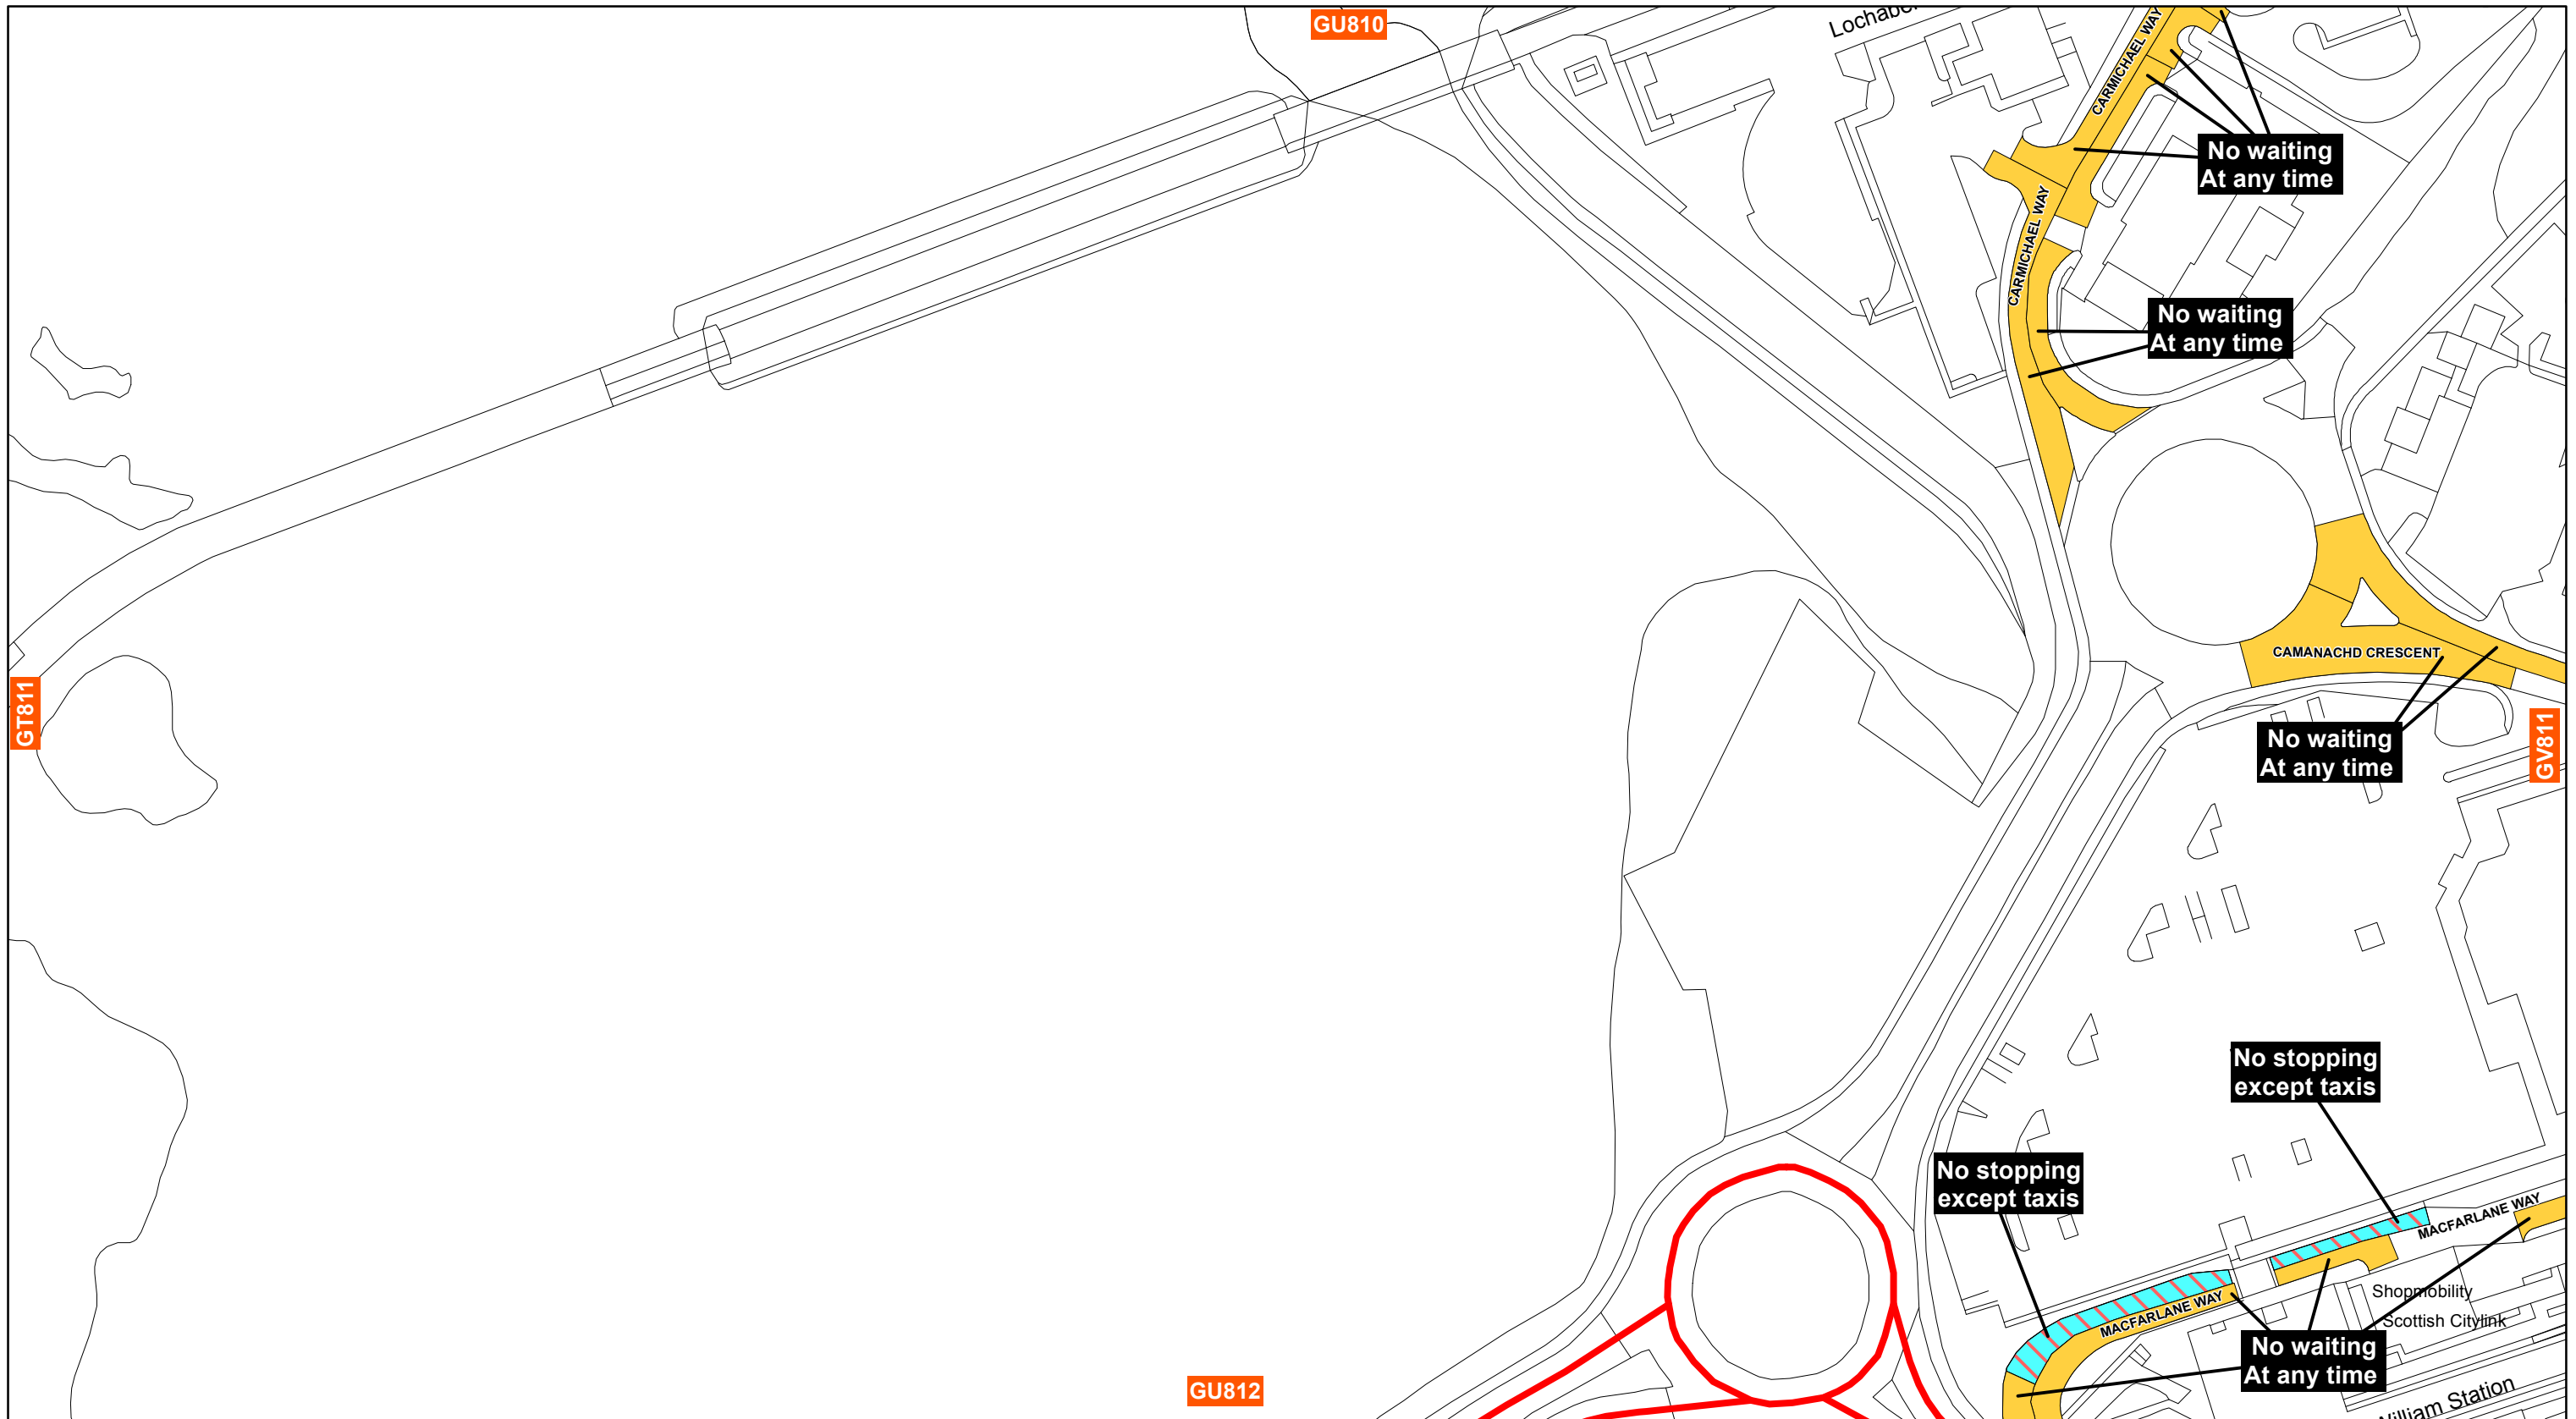 GU810
CARMICHAEL WAY
No waiting
At any time
CARMICHAEL WAY
No waiting
At any time
CAMANACHD CRESCENT
GT811
GV811
No waiting
At any time
No stopping
except taxis
No stopping
except taxis
MACFARLANE WAY
MACFARLANE WAY
Shopmobility
Scottish Citylink
No waiting
At any time
GU812
Station